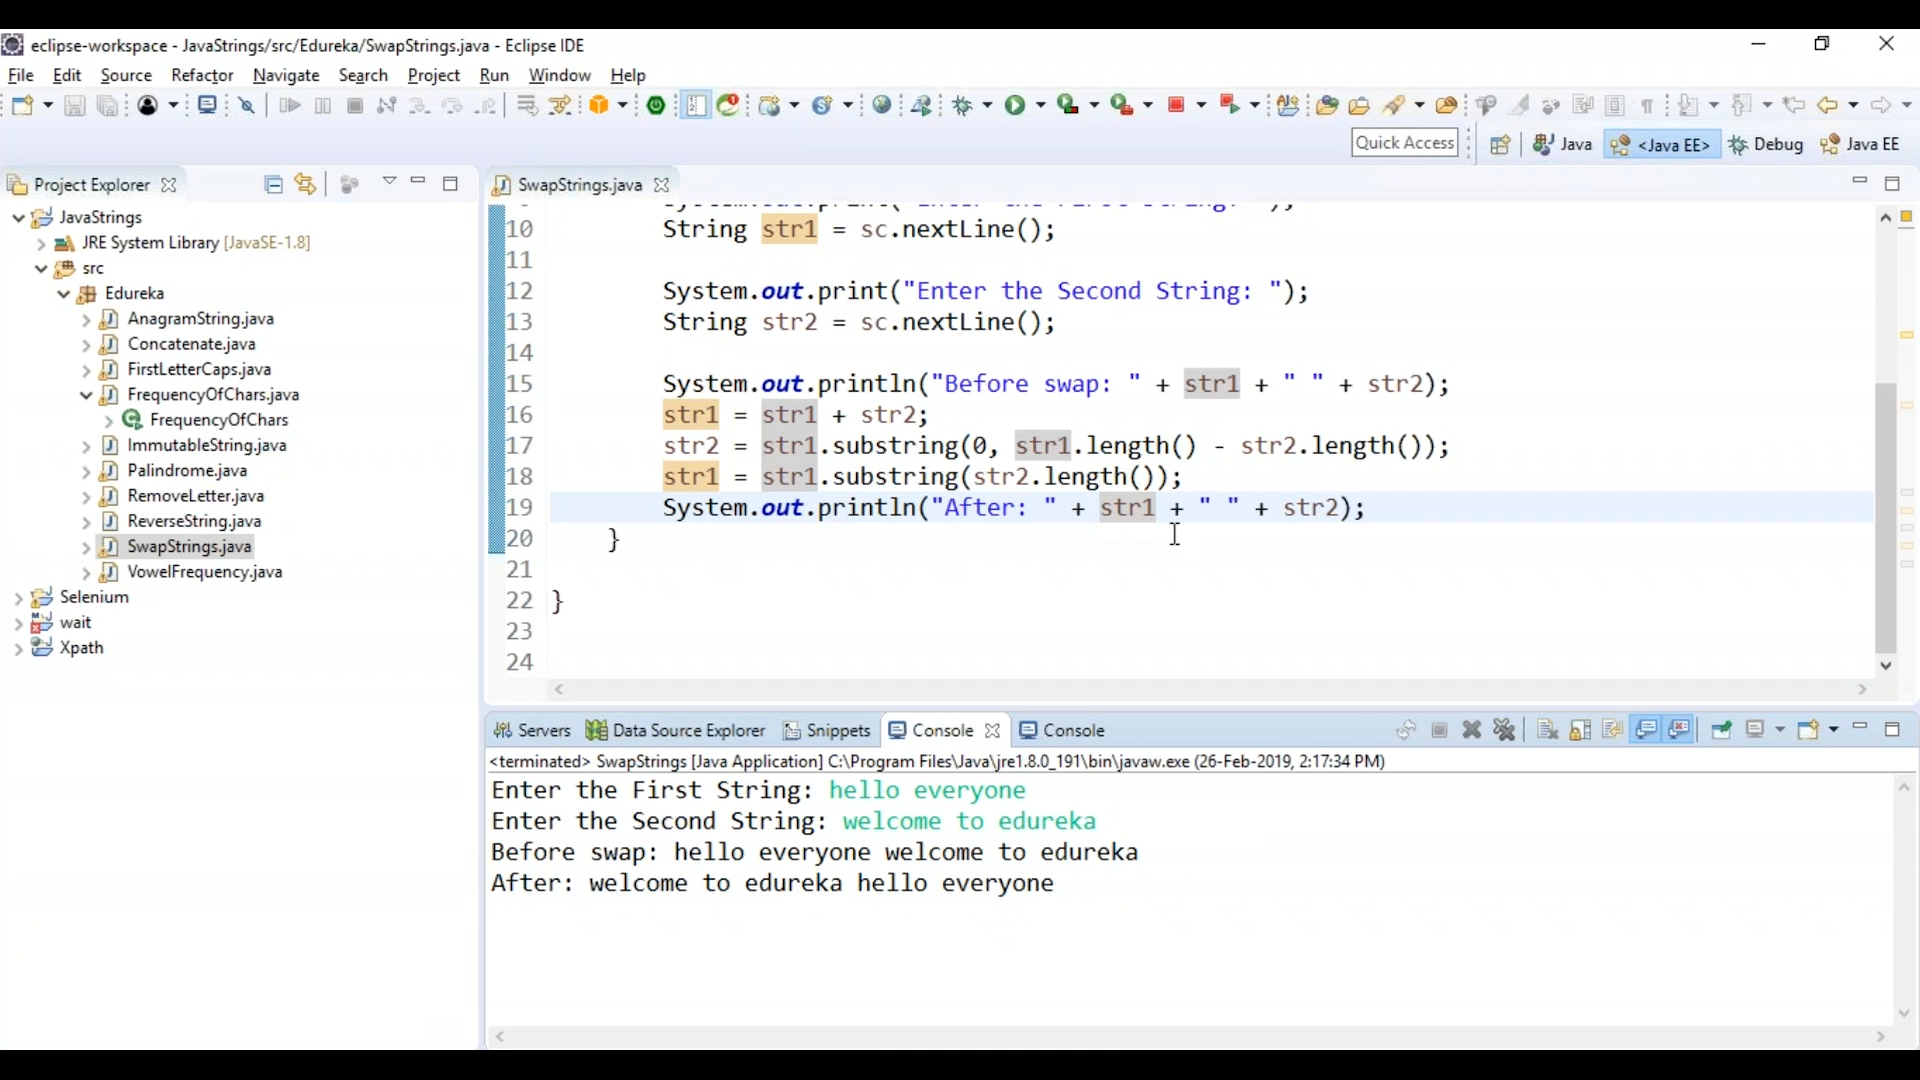 eclipse-workspace - JavaStrings/src/Edureka/SwapStrings.java - Eclipse IDE
File Edit Source Refactor Navigate Search Project Run Window Help
Quick Access Java <Java EE> Debug Java EE
Project Explorer
JavaStrings
JRE System Library [JavaSE-1.8]
src
Edureka
AnagramString.java
Concatenate.java
FirstLetterCaps.java
FrequencyOfChars.java
FrequencyOfChars
ImmutableString.java
Palindrome.java
RemoveLetter.java
ReverseString.java
SwapStrings.java
VowelFrequency.java
Selenium
wait
Xpath
SwapStrings.java
10 String str1 = sc.nextLine();
11
12 System.out.print("Enter the Second String: ");
13 String str2 = sc.nextLine();
14
15 System.out.println("Before swap: " + str1 + " " + str2);
16 str1 = str1 + str2;
17 str2 = str1.substring(0, str1.length() - str2.length());
18 str1 = str1.substring(str2.length());
19 System.out.println("After: " + str1 + " " + str2);
20 }
21
22 }
23
24
Servers Data Source Explorer Snippets Console Console
<terminated> SwapStrings [Java Application] C:\Program Files\Java\jre1.8.0_191\bin\javaw.exe (26-Feb-2019, 2:17:34 PM)
Enter the First String: hello everyone
Enter the Second String: welcome to edureka
Before swap: hello everyone welcome to edureka
After: welcome to edureka hello everyone